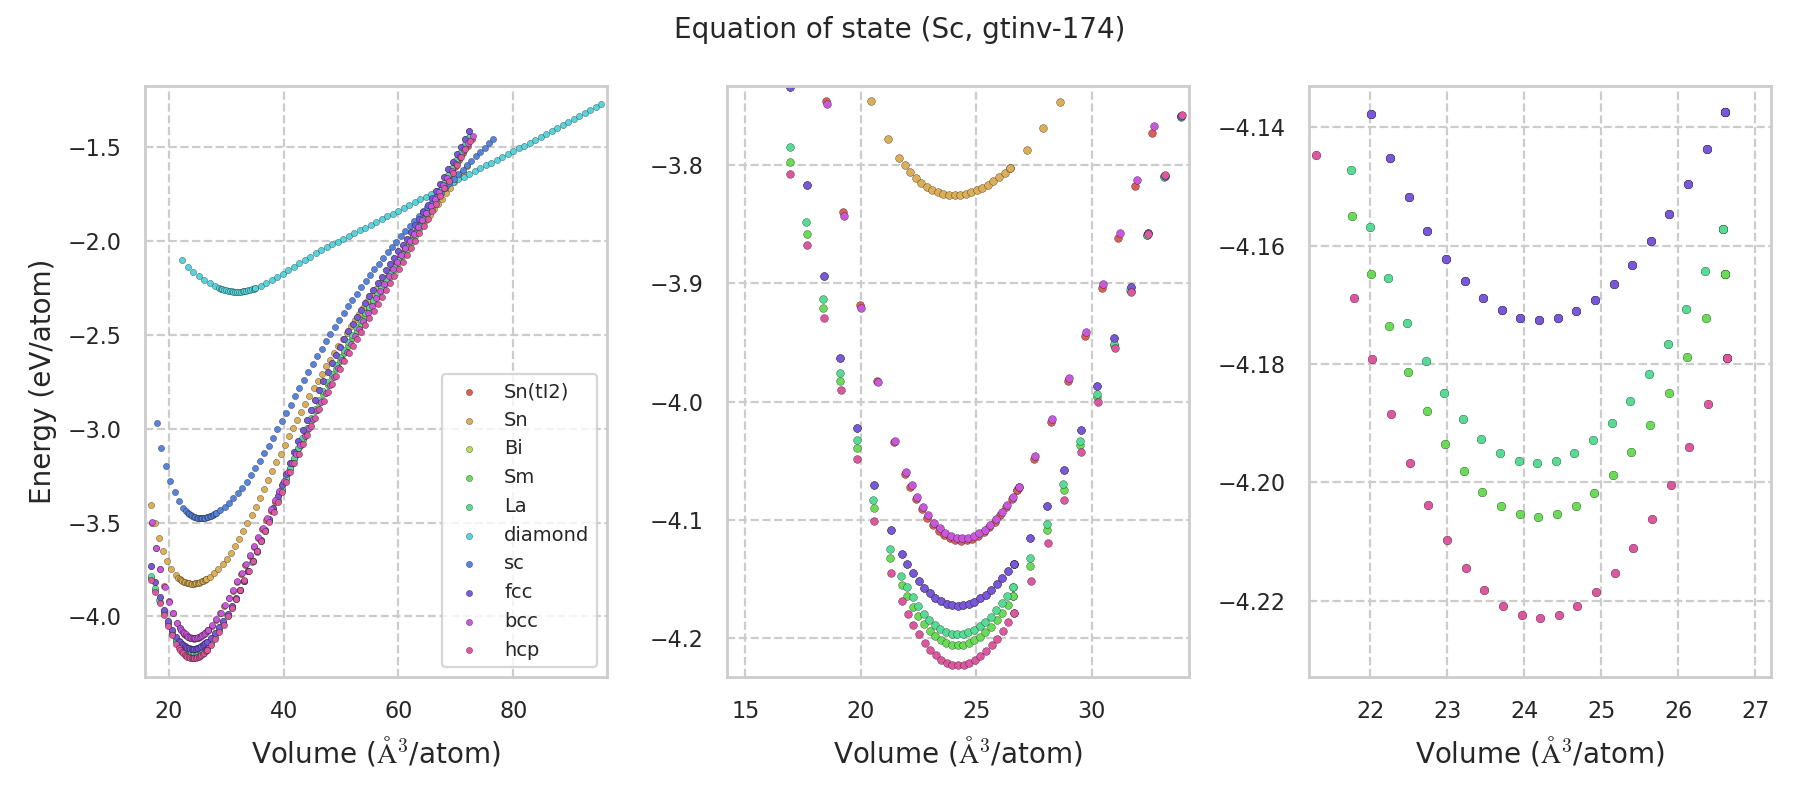 Equation of state (Sc, gtinv-174)
Energy (eV/atom)
−1.5
−2.0
−2.5
−3.0
−3.5
−4.0
20 40 60 80
Volume (Å³/atom)
Sn(tI2)
Sn
Bi
Sm
La
diamond
sc
fcc
bcc
hcp
−3.8
−3.9
−4.0
−4.1
−4.2
15 20 25 30
Volume (Å³/atom)
−4.14
−4.16
−4.18
−4.20
−4.22
22 23 24 25 26 27
Volume (Å³/atom)